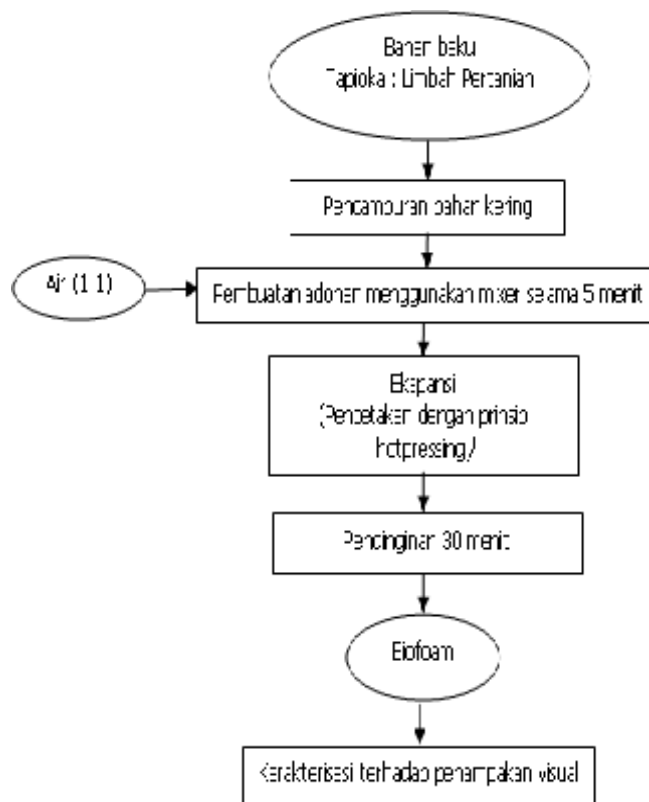 Bahan baku
Tapioka : Limbah Pertanian
Pencampuran bahan kering
Air (1:1)
Pembuatan adonan menggunakan mixer selama 5 menit
Ekspansi
(Pencetakan dengan prinsip
hotpressing)
Pendinginan 30 menit
Biofoam
Karakterisasi terhadap penampakan visual